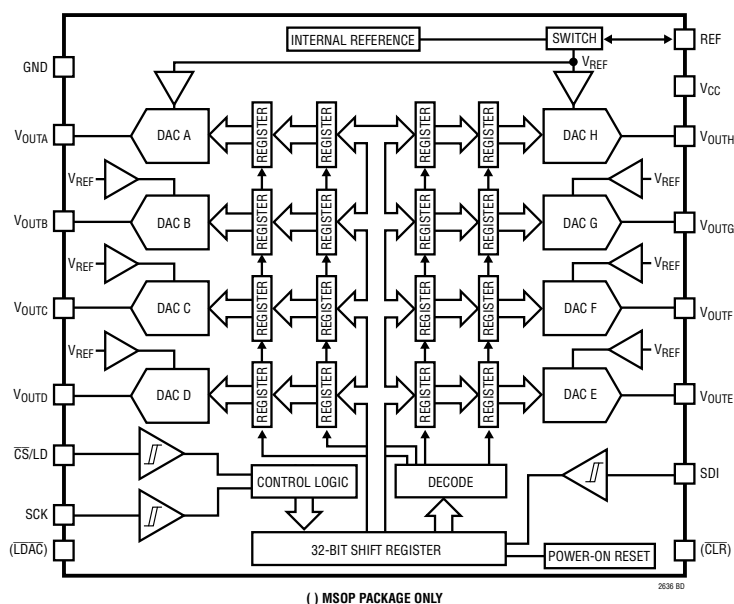 INTERNAL REFERENCE
SWITCH
REF
GND
VREF
VCC
VOUTA
DAC A
REGISTER
REGISTER
REGISTER
REGISTER
DAC H
VOUTH
VREF
VREF
VOUTB
DAC B
REGISTER
REGISTER
REGISTER
REGISTER
DAC G
VOUTG
VREF
VREF
VOUTC
DAC C
REGISTER
REGISTER
REGISTER
REGISTER
DAC F
VOUTF
VREF
VREF
VOUTD
DAC D
REGISTER
REGISTER
REGISTER
REGISTER
DAC E
VOUTE
C̅S̅/LD
CONTROL LOGIC
DECODE
SDI
SCK
(L̅D̅A̅C̅)
32-BIT SHIFT REGISTER
POWER-ON RESET
(C̅L̅R̅)
2636 BD
( ) MSOP PACKAGE ONLY